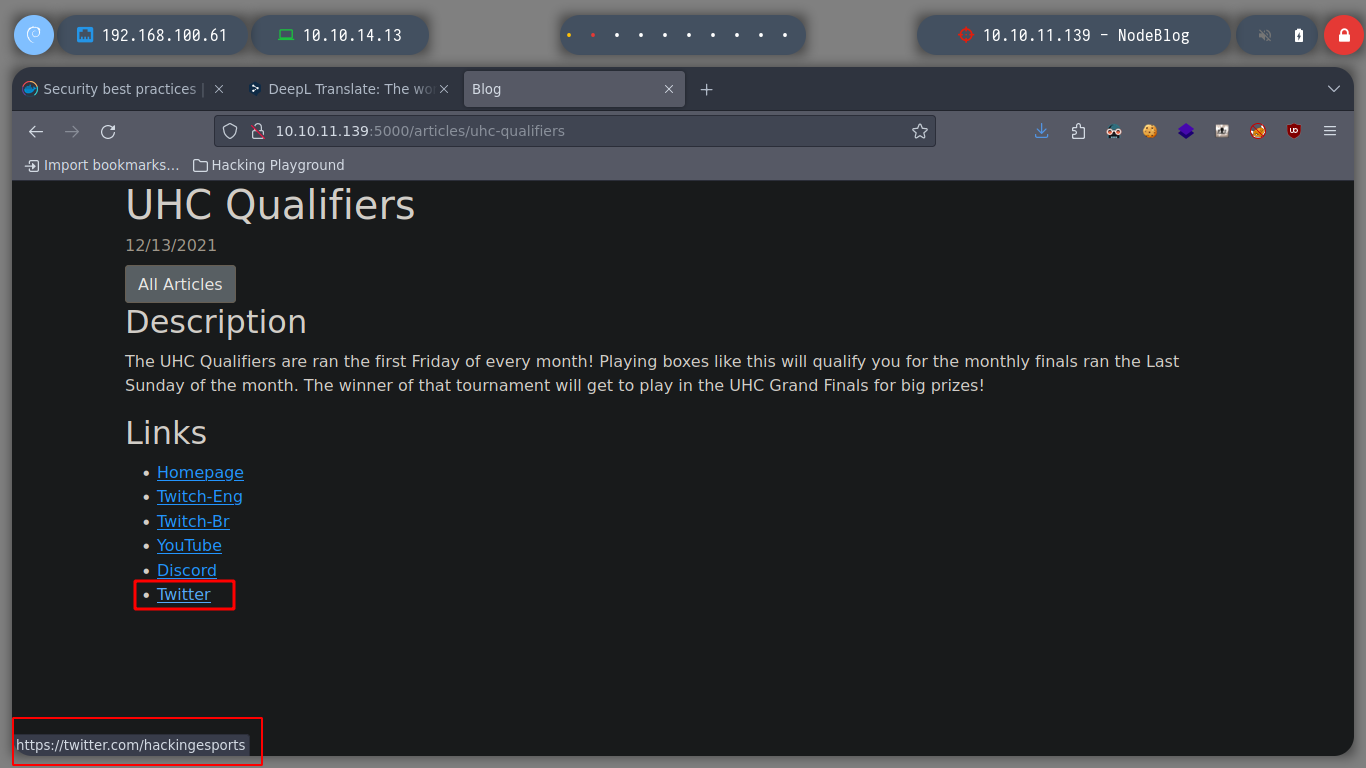 192.168.100.61 10.10.14.13 10.10.11.139 - NodeBlog
Security best practices | DeepL Translate: The wo Blog
10.10.11.139:5000/articles/uhc-qualifiers
Import bookmarks... Hacking Playground
UHC Qualifiers
12/13/2021
All Articles
Description
The UHC Qualifiers are ran the first Friday of every month! Playing boxes like this will qualify you for the monthly finals ran the Last
Sunday of the month. The winner of that tournament will get to play in the UHC Grand Finals for big prizes!
Links
Homepage
Twitch-Eng
Twitch-Br
YouTube
Discord
Twitter
https://twitter.com/hackingesports